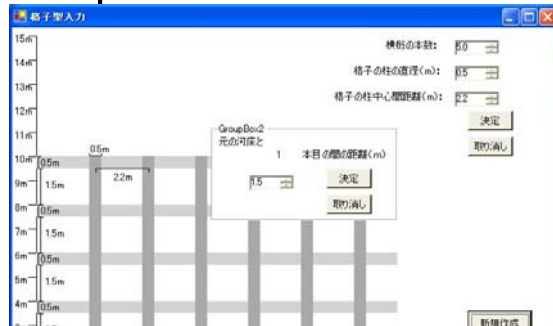 格子型入力
横桁の本数: 5.0
格子の柱の直径(m): 0.5
格子の柱中心間距離(m): 2.2
決定
取り消し
GroupBox2
元の河床と
1 本目の間の距離(m)
1.5
決定
取り消し
15m
14m
13m
12m
11m
10m
9m
8m
7m
6m
5m
4m
0.5m
2.2m
0.5m
1.5m
0.5m
1.5m
0.5m
1.5m
0.5m
新規作成